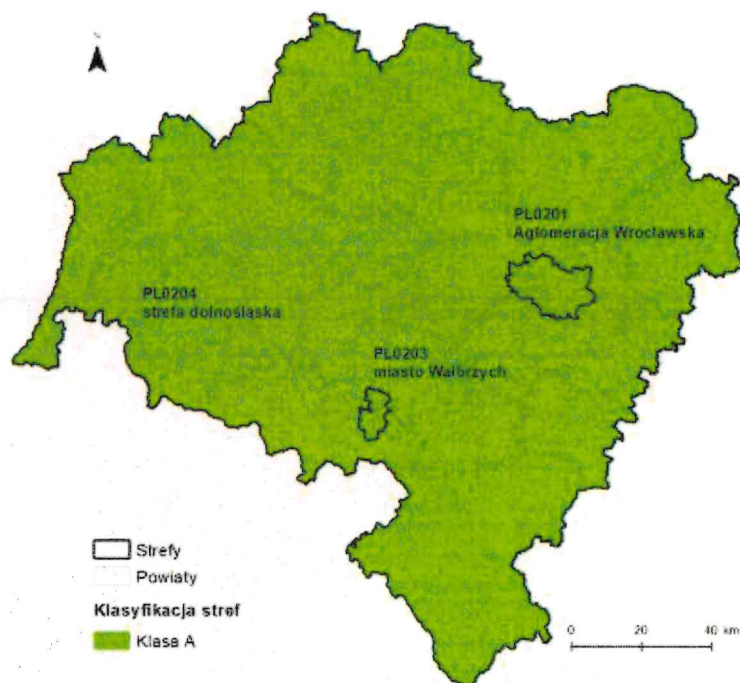 PL0201
Aglomeracja Wrocławska
PL0204
strefa dolnośląska
PL0203
miasto Wałbrzych
Strefy
Powiaty
Klasyfikacja stref
Klasa A
0 20 40 km